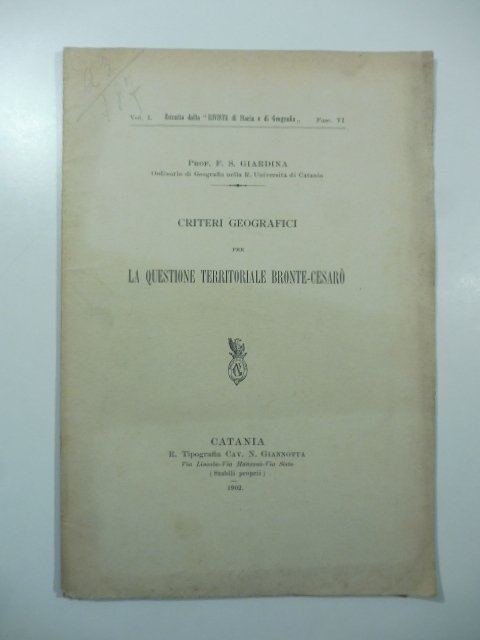 Vol. I. Estratto dalla "RIVISTA di Storia e di Geografia„ Fasc. VI
PROF. F. S. GIARDINA
Ordinario di Geografia nella R. Università di Catania
CRITERI GEOGRAFICI
PER
LA QUESTIONE TERRITORIALE BRONTE-CESARÒ
CATANIA
R. Tipografia CAV. N. GIANNOTTA
Via Lincoln-Via Manzoni-Via Sisto
(Stabili proprii)
1902.